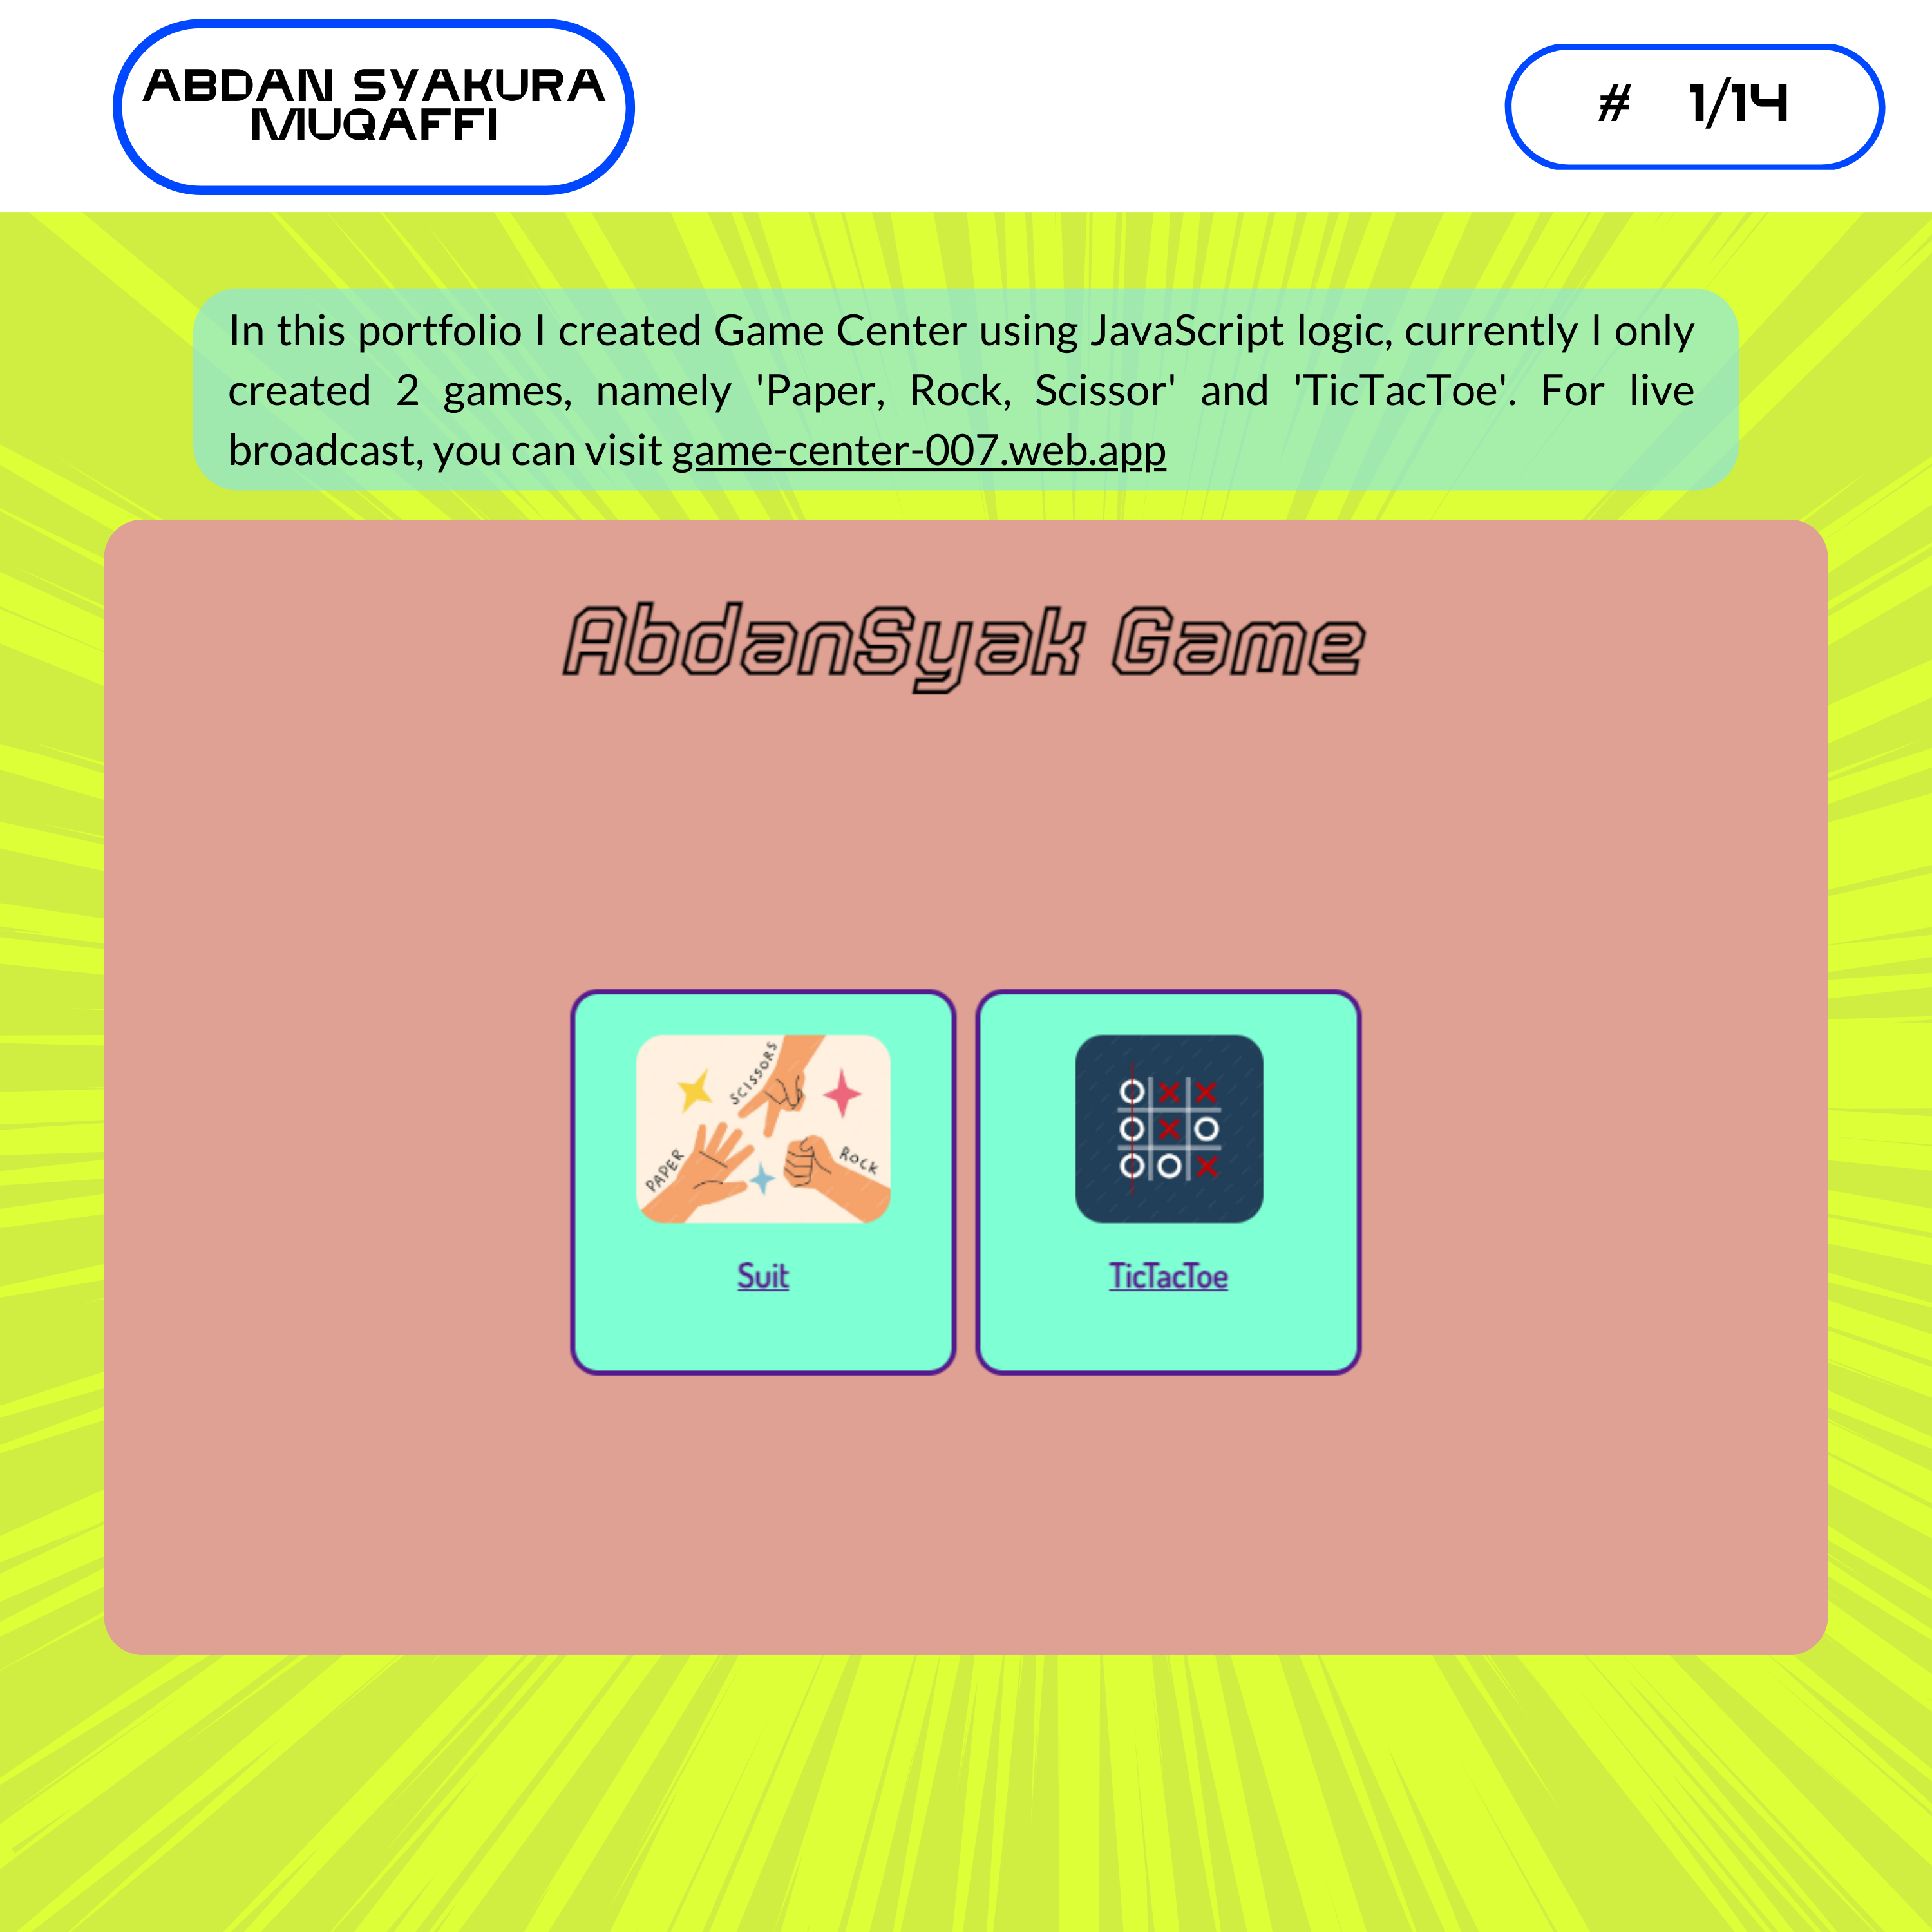 ABDAN SYAKURA
MUQAFFI
# 1/14
In this portfolio I created Game Center using JavaScript logic, currently I only
created 2 games, namely 'Paper, Rock, Scissor' and 'TicTacToe'. For live
broadcast, you can visit game-center-007.web.app
AbdanSyak Game
SCISSORS
PAPER
ROCK
Suit
TicTacToe